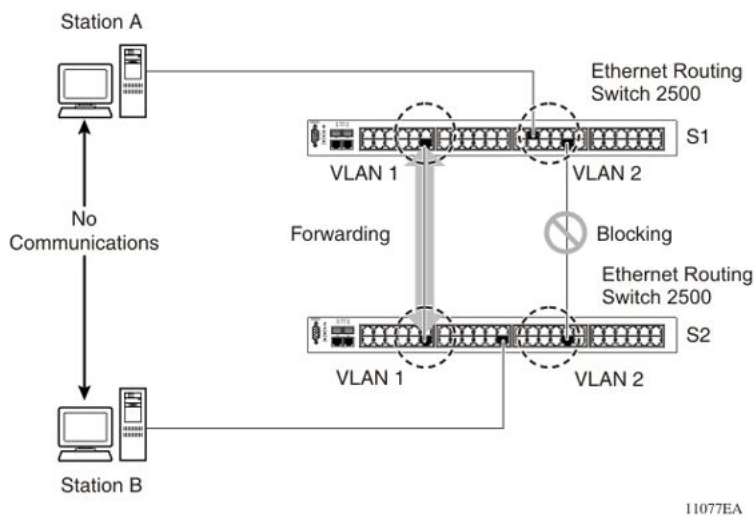 Station A
Ethernet Routing
Switch 2500
S1
VLAN 1
VLAN 2
No
Communications
Forwarding
Blocking
Ethernet Routing
Switch 2500
S2
VLAN 1
VLAN 2
Station B
11077EA